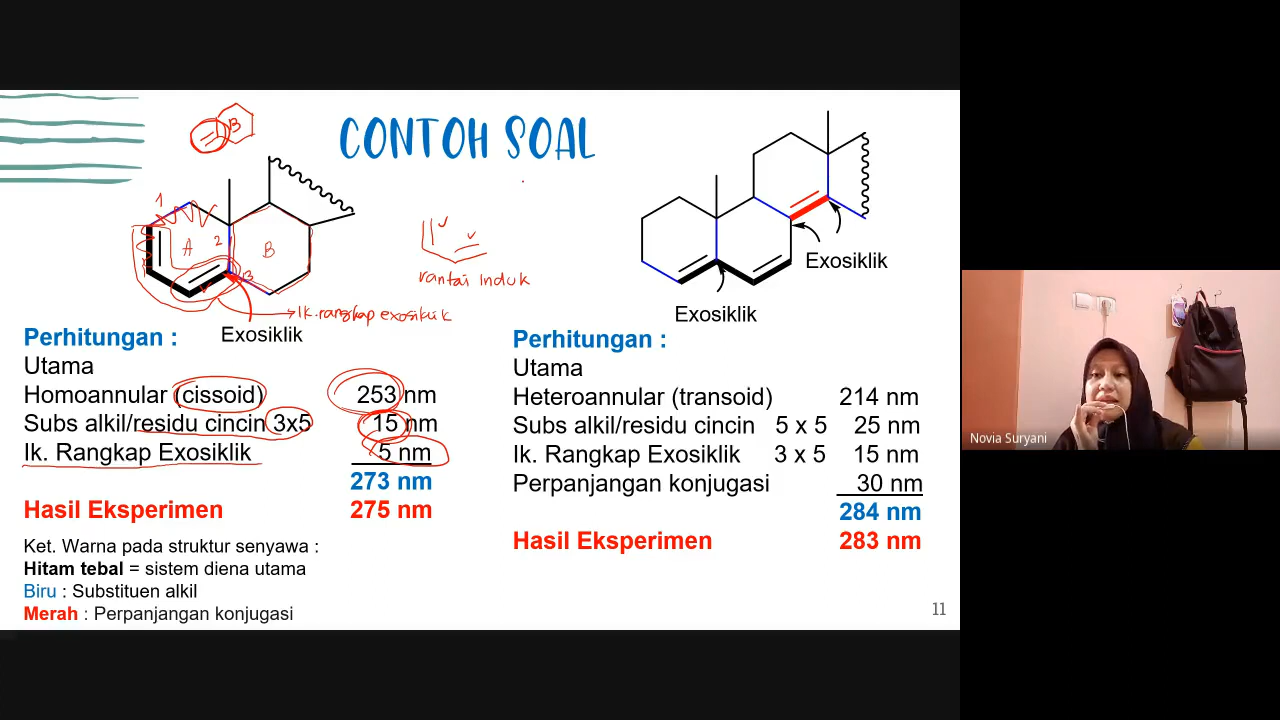 CONTOH SOAL
B
1
A
2
B
3
rantai Induk
Ik. rangkap exosiklik
Exosiklik
Perhitungan :
Utama
Homoannular (cissoid) 253 nm
Subs alkil/residu cincin 3x5 15 nm
Ik. Rangkap Exosiklik 5 nm
273 nm
Hasil Eksperimen 275 nm
Ket. Warna pada struktur senyawa :
Hitam tebal = sistem diena utama
Biru : Substituen alkil
Merah : Perpanjangan konjugasi
Exosiklik
Exosiklik
Perhitungan :
Utama
Heteroannular (transoid) 214 nm
Subs alkil/residu cincin 5 x 5 25 nm
Ik. Rangkap Exosiklik 3 x 5 15 nm
Perpanjangan konjugasi 30 nm
284 nm
Hasil Eksperimen 283 nm
11
Novia Suryani